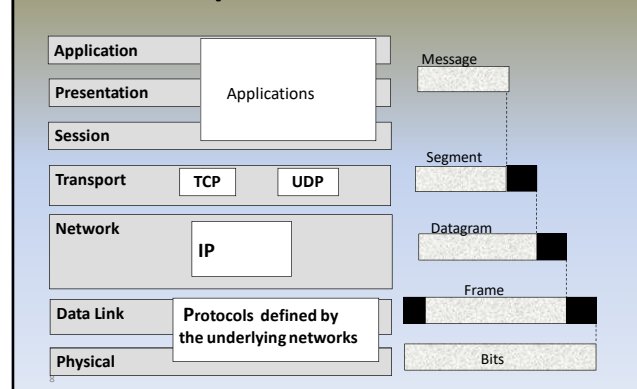 Application
Presentation
Session
Applications
Transport
TCP
UDP
Network
IP
Data Link
Physical
Protocols defined by
the underlying networks
Message
Segment
Datagram
Frame
Bits
8